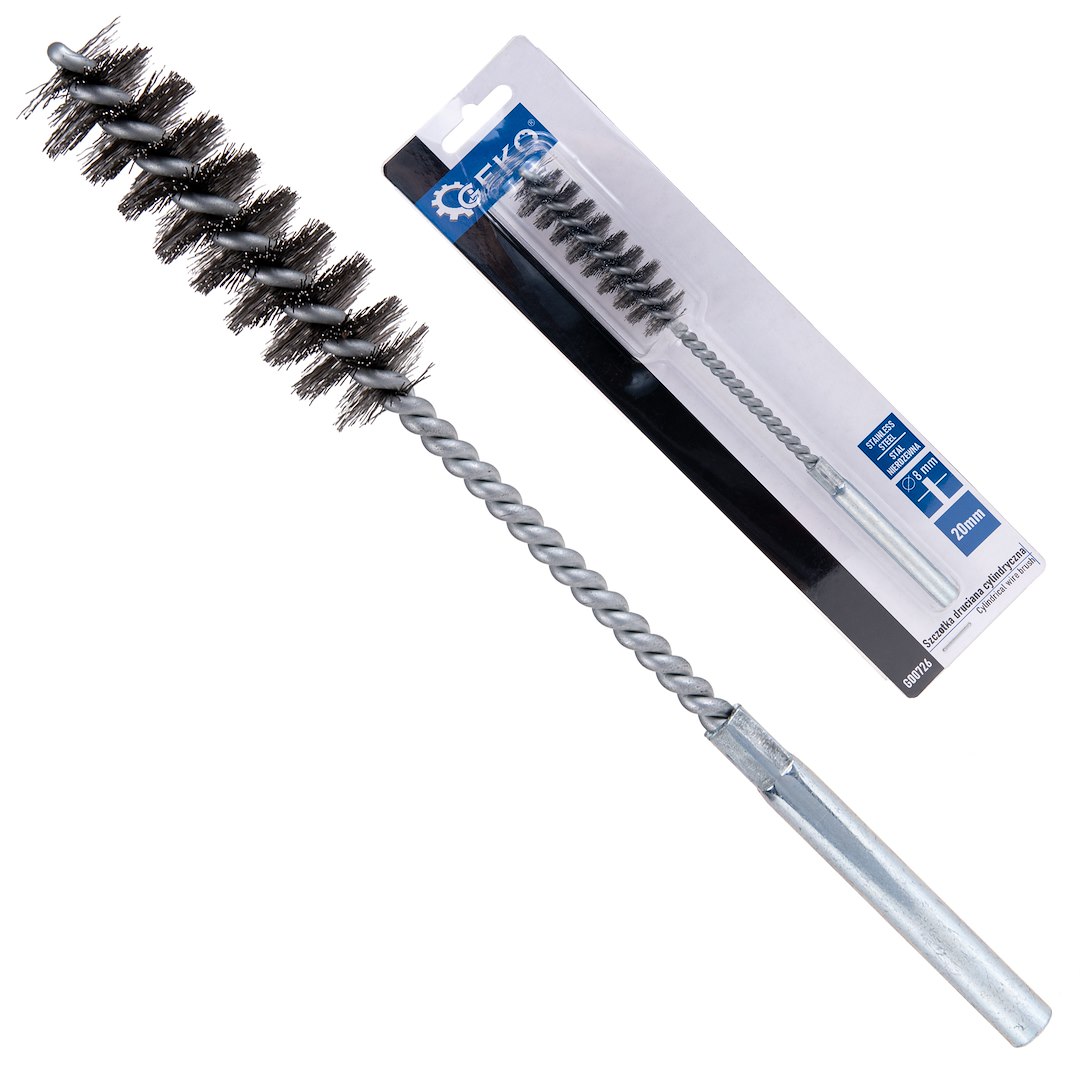 GEKO®
STAINLESS
STEEL
STAL
NIERDZEWNA
Ø 8 mm
20mm
Szczotka druciana cylindryczna
Cylindrical wire brush
G00726